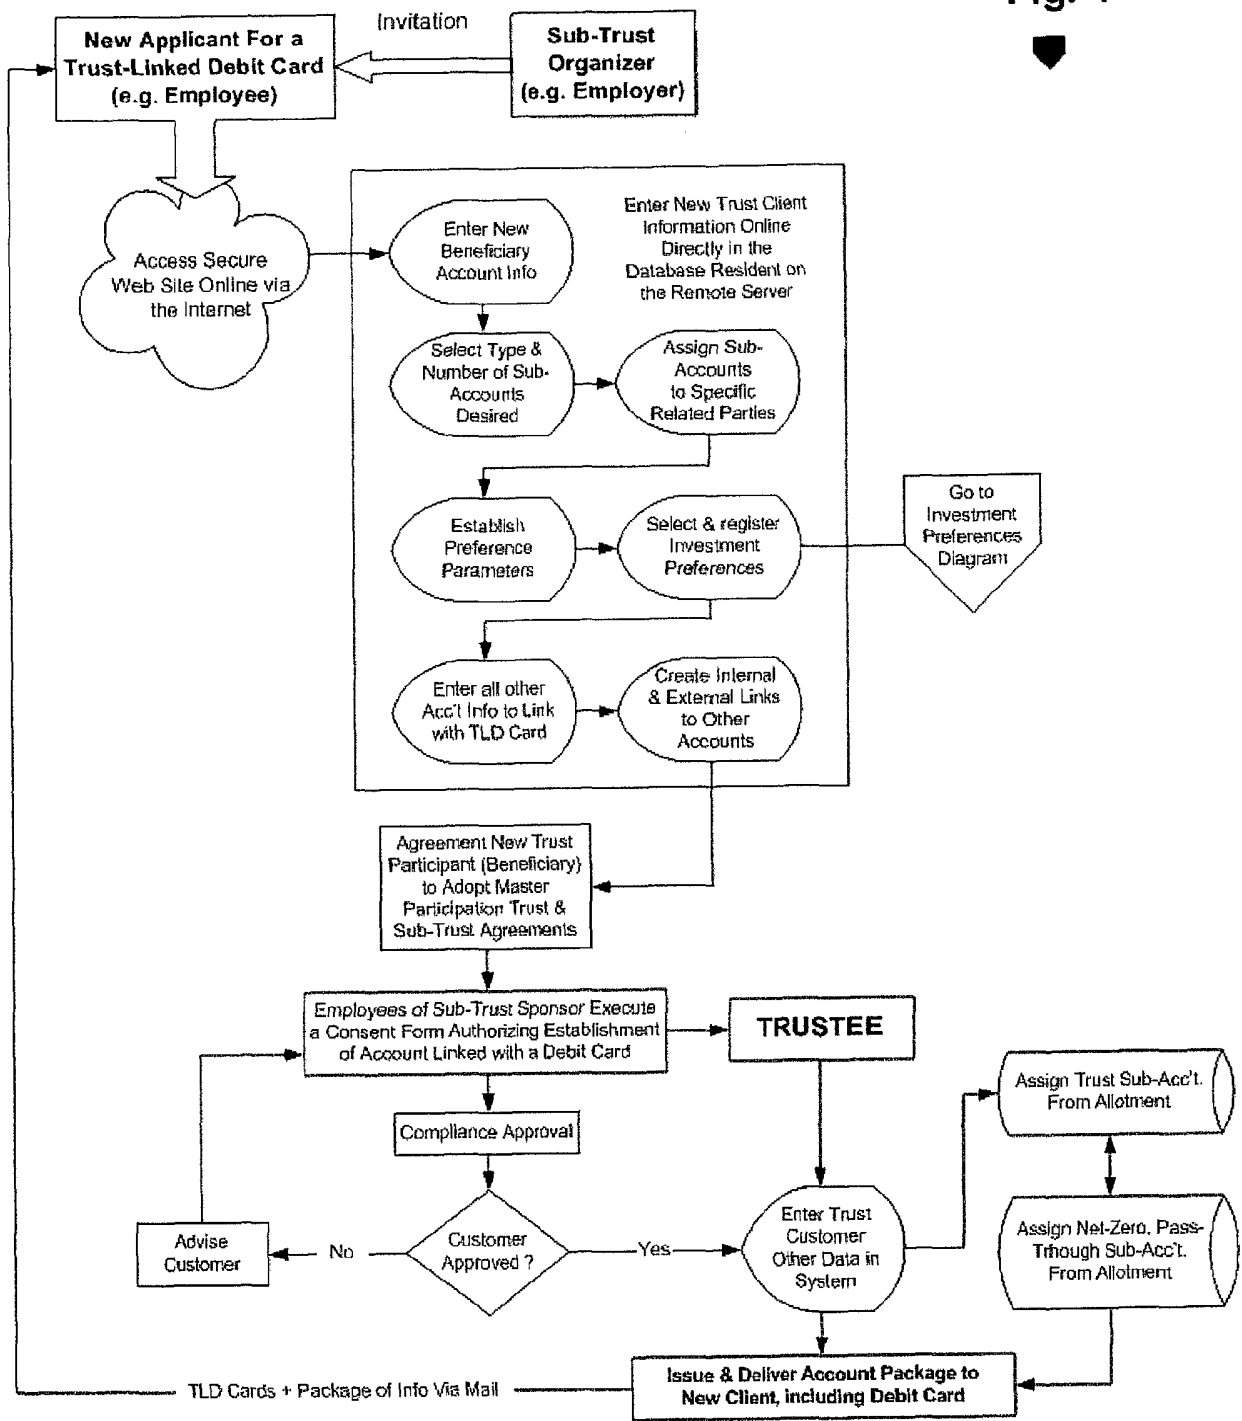 Fig.
Invitation
New Applicant For a
Trust-Linked Debit Card
(e.g. Employee)
Sub-Trust
Organizer
(e.g. Employer)
Access Secure
Web Site Online via
the Internet
Enter New
Beneficiary
Account Info
Enter New Trust Client
Information Online
Directly in the
Database Resident on
the Remote Server
Select Type &
Number of Sub-
Accounts
Desired
Assign Sub-
Accounts
to Specific
Related Parties
Establish
Preference
Parameters
Select & register
Investment
Preferences
Go to
Investment
Preferences
Diagram
Enter all other
Acc't Info to Link
with TLD Card
Create Internal
& External Links
to Other
Accounts
Agreement New Trust
Participant (Beneficiary)
to Adopt Master
Participation Trust &
Sub-Trust Agreements
Employees of Sub-Trust Sponsor Execute
a Consent Form Authorizing Establishment
of Account Linked with a Debit Card
TRUSTEE
Assign Trust Sub-Acc't.
From Allotment
Compliance Approval
Advise
Customer
No
Customer
Approved ?
Yes
Enter Trust
Customer
Other Data in
System
Assign Net-Zero, Pass-
Trhough Sub-Acc't.
From Allotment
TLD Cards + Package of Info Via Mail
Issue & Deliver Account Package to
New Client, including Debit Card